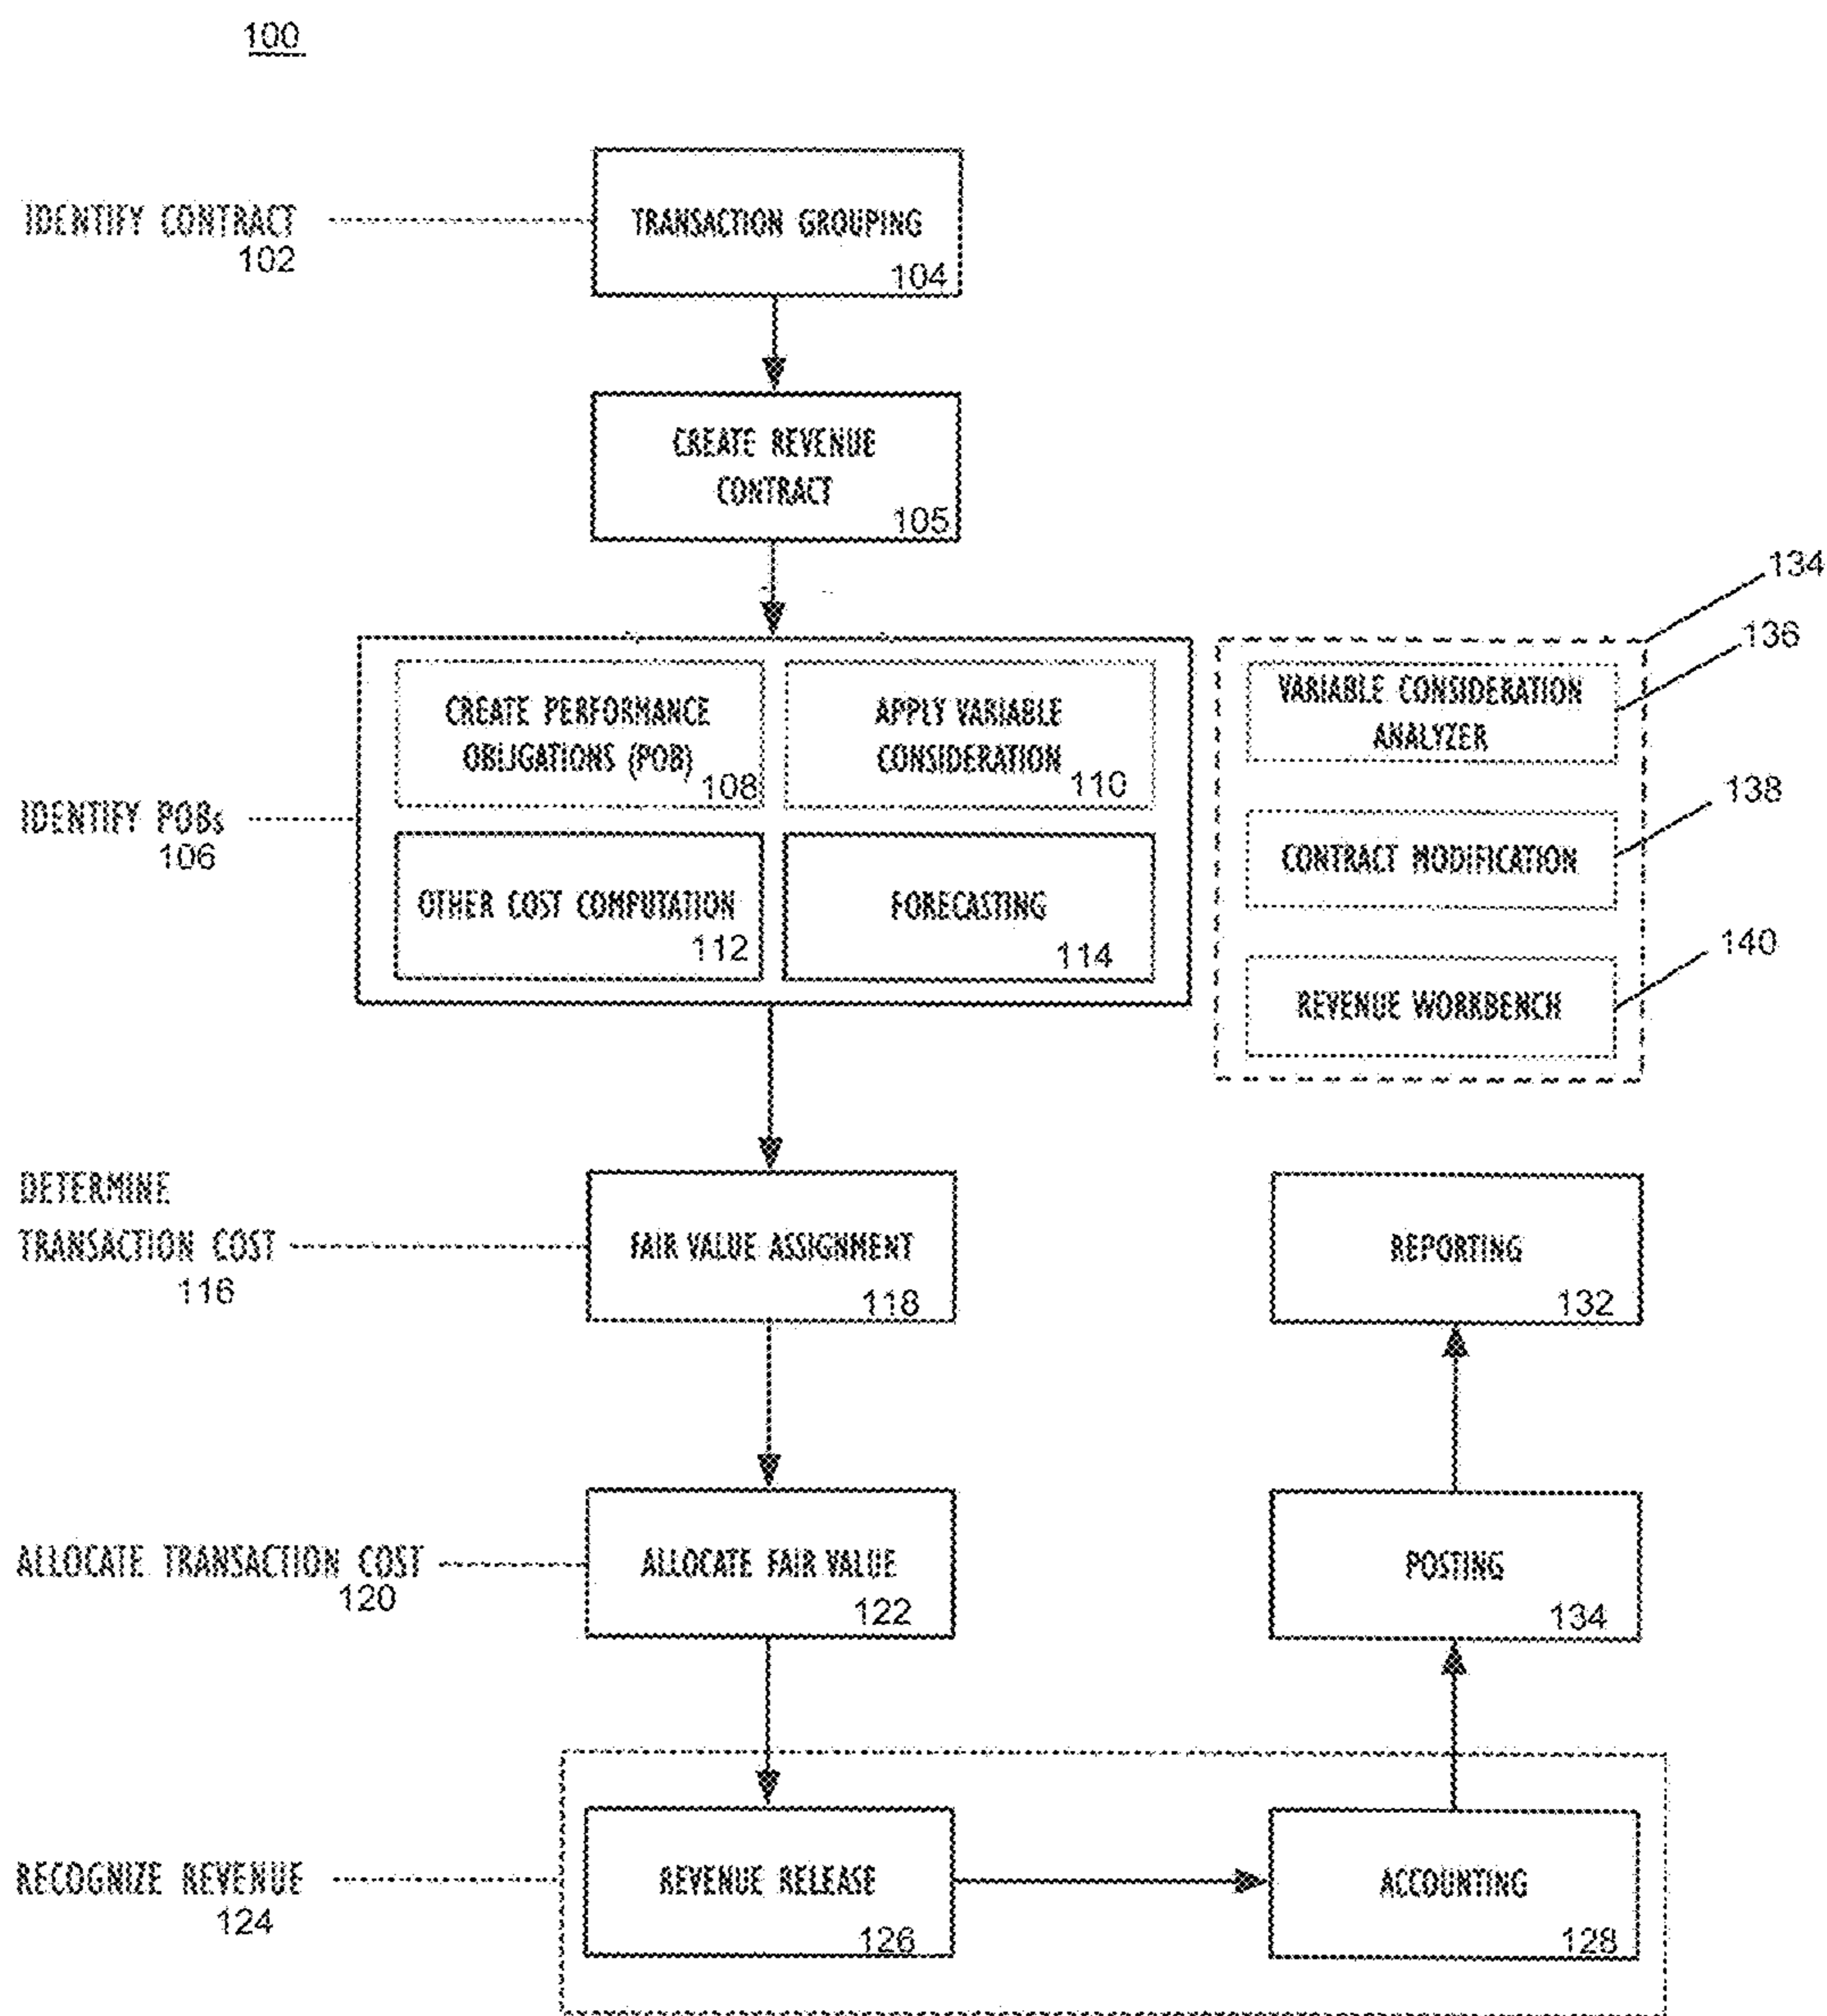 100
IDENTIFY CONTRACT
102
TRANSACTION GROUPING
104
CREATE REVENUE
CONTRACT
105
134
136
138
140
IDENTIFY POBs
106
CREATE PERFORMANCE
OBLIGATIONS (POB)
108
APPLY VARIABLE
CONSIDERATION
110
OTHER COST COMPUTATION
112
FORECASTING
114
VARIABLE CONSIDERATION
ANALYZER
CONTRACT MODIFICATION
REVENUE WORKBENCH
DETERMINE
TRANSACTION COST
116
FAIR VALUE ASSIGNMENT
118
REPORTING
132
ALLOCATE TRANSACTION COST
120
ALLOCATE FAIR VALUE
122
POSTING
134
RECOGNIZE REVENUE
124
REVENUE RELEASE
126
ACCOUNTING
128